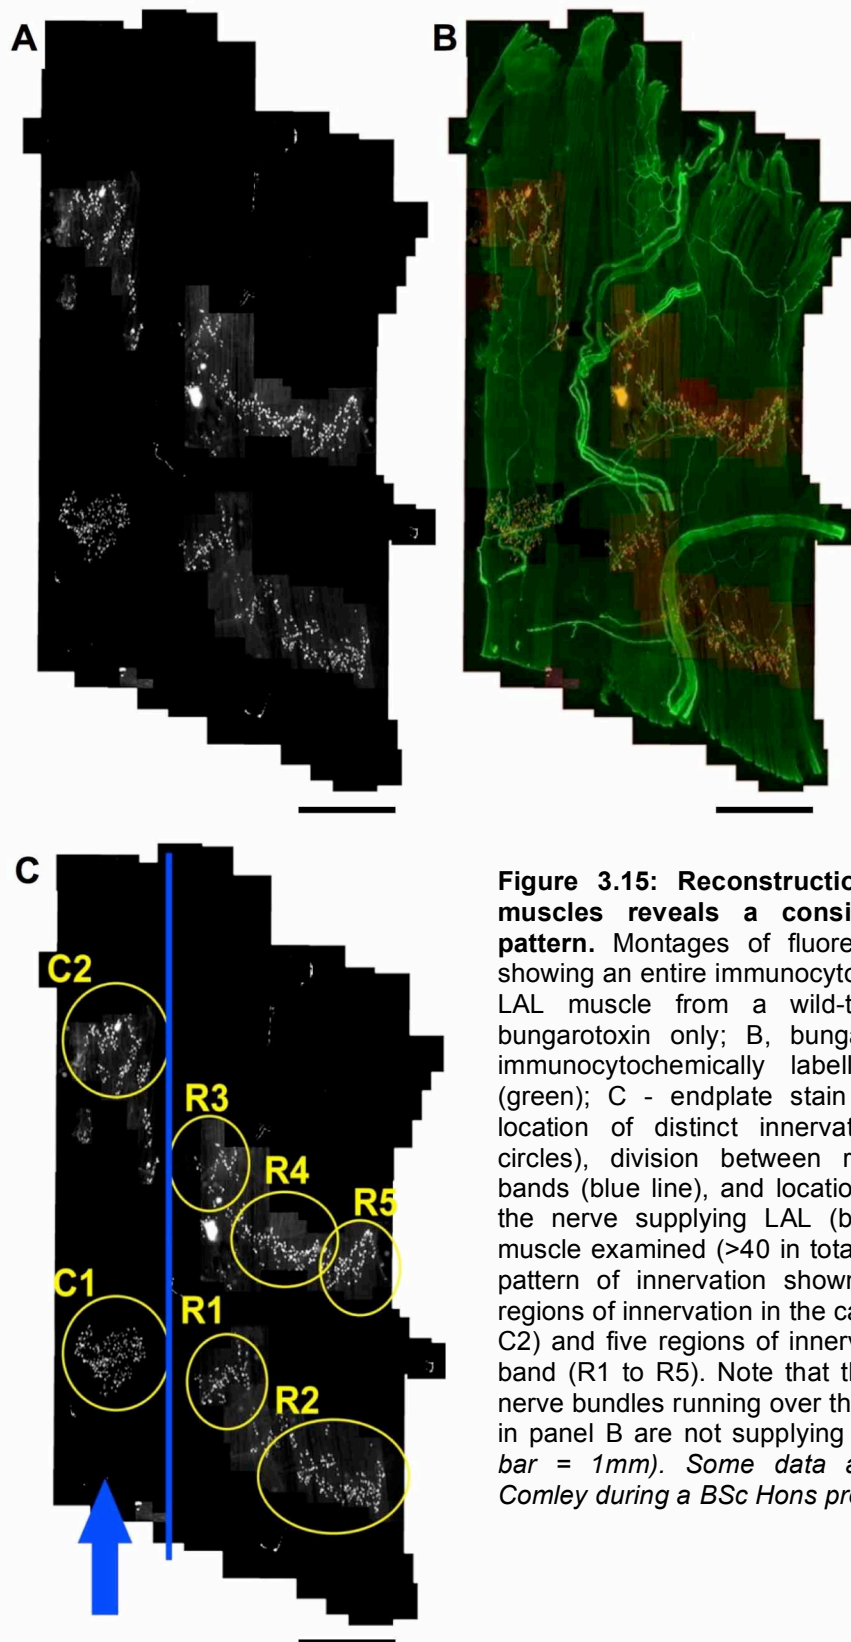 A
B
C
C2
R3
R4
R5
C1
R1
R2
Figure 3.15: Reconstructio
muscles reveals a consi
pattern. Montages of fluore
showing an entire immunocyto
LAL muscle from a wild-t
bungarotoxin only; B, bung
immunocytochemically labell
(green); C - endplate stain
location of distinct innervat
circles), division between r
bands (blue line), and locatio
the nerve supplying LAL (b
muscle examined (>40 in tota
pattern of innervation show
regions of innervation in the ca
C2) and five regions of inner
band (R1 to R5). Note that t
nerve bundles running over th
in panel B are not supplying
bar = 1mm). Some data a
Comley during a BSc Hons pr